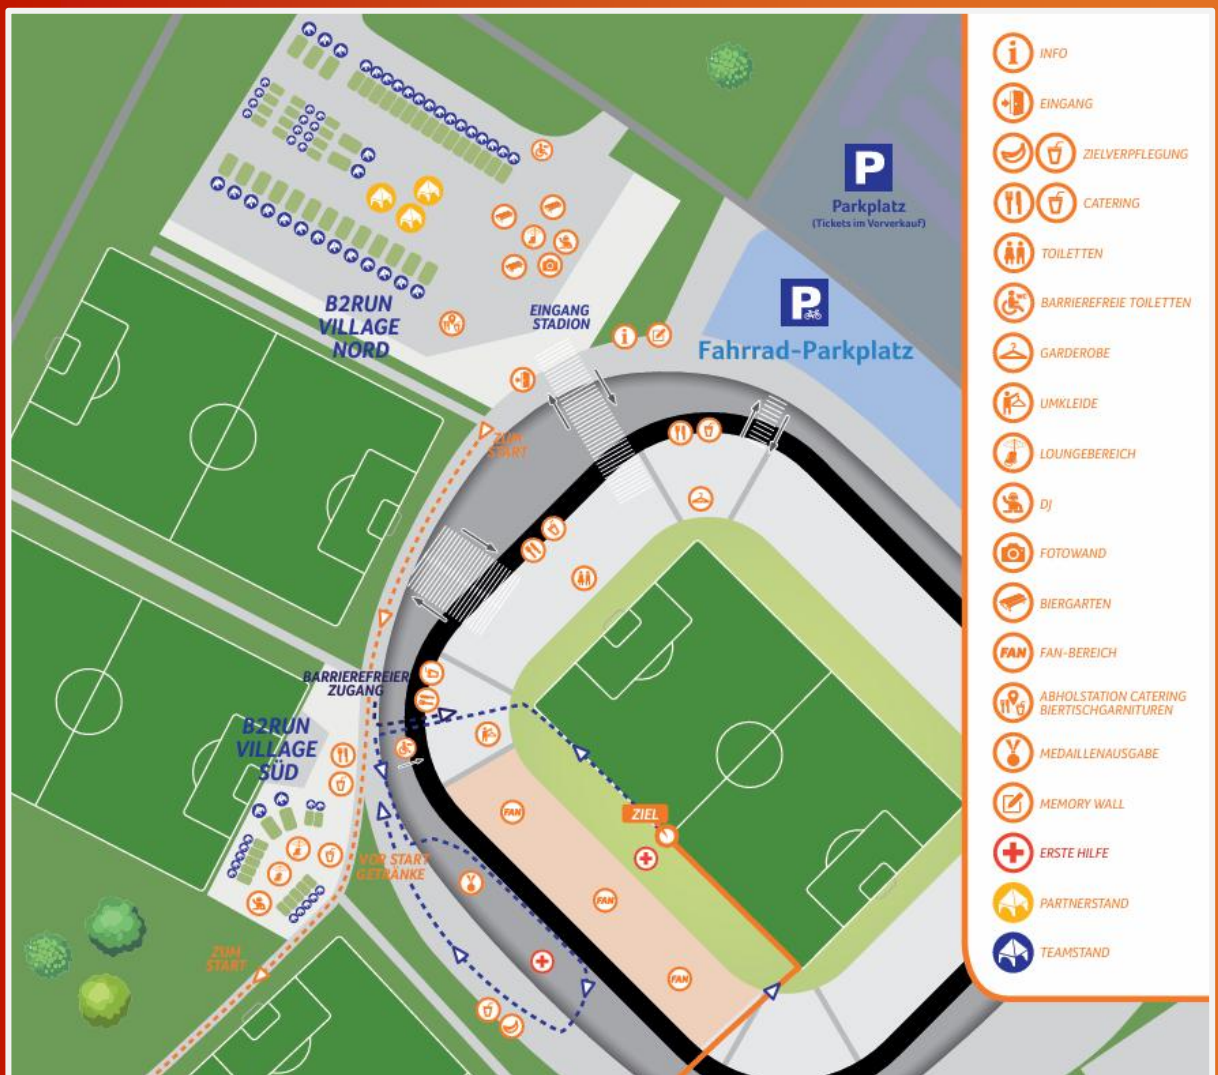 P
Parkplatz
(Tickets im Vorverkauf)
P
Fahrrad-Parkplatz
B2RUN
VILLAGE
NORD
EINGANG
STADION
ZUM
START
BARRIEREFREIER
ZUGANG
B2RUN
VILLAGE
SÜD
VOR START
GETRÄNKE
ZUM
START
ZIEL
FAN
FAN
FAN
i
i
INFO
EINGANG
ZIELVERPFLEGUNG
CATERING
TOILETTEN
BARRIEREFREIE TOILETTEN
GARDEROBE
UMKLEIDE
LOUNGEBEREICH
DJ
FOTOWAND
BIERGARTEN
FAN
FAN-BEREICH
ABHOLSTATION CATERING
BIERTISCHGARNITUREN
MEDAILLENAUSGABE
MEMORY WALL
ERSTE HILFE
PARTNERSTAND
TEAMSTAND